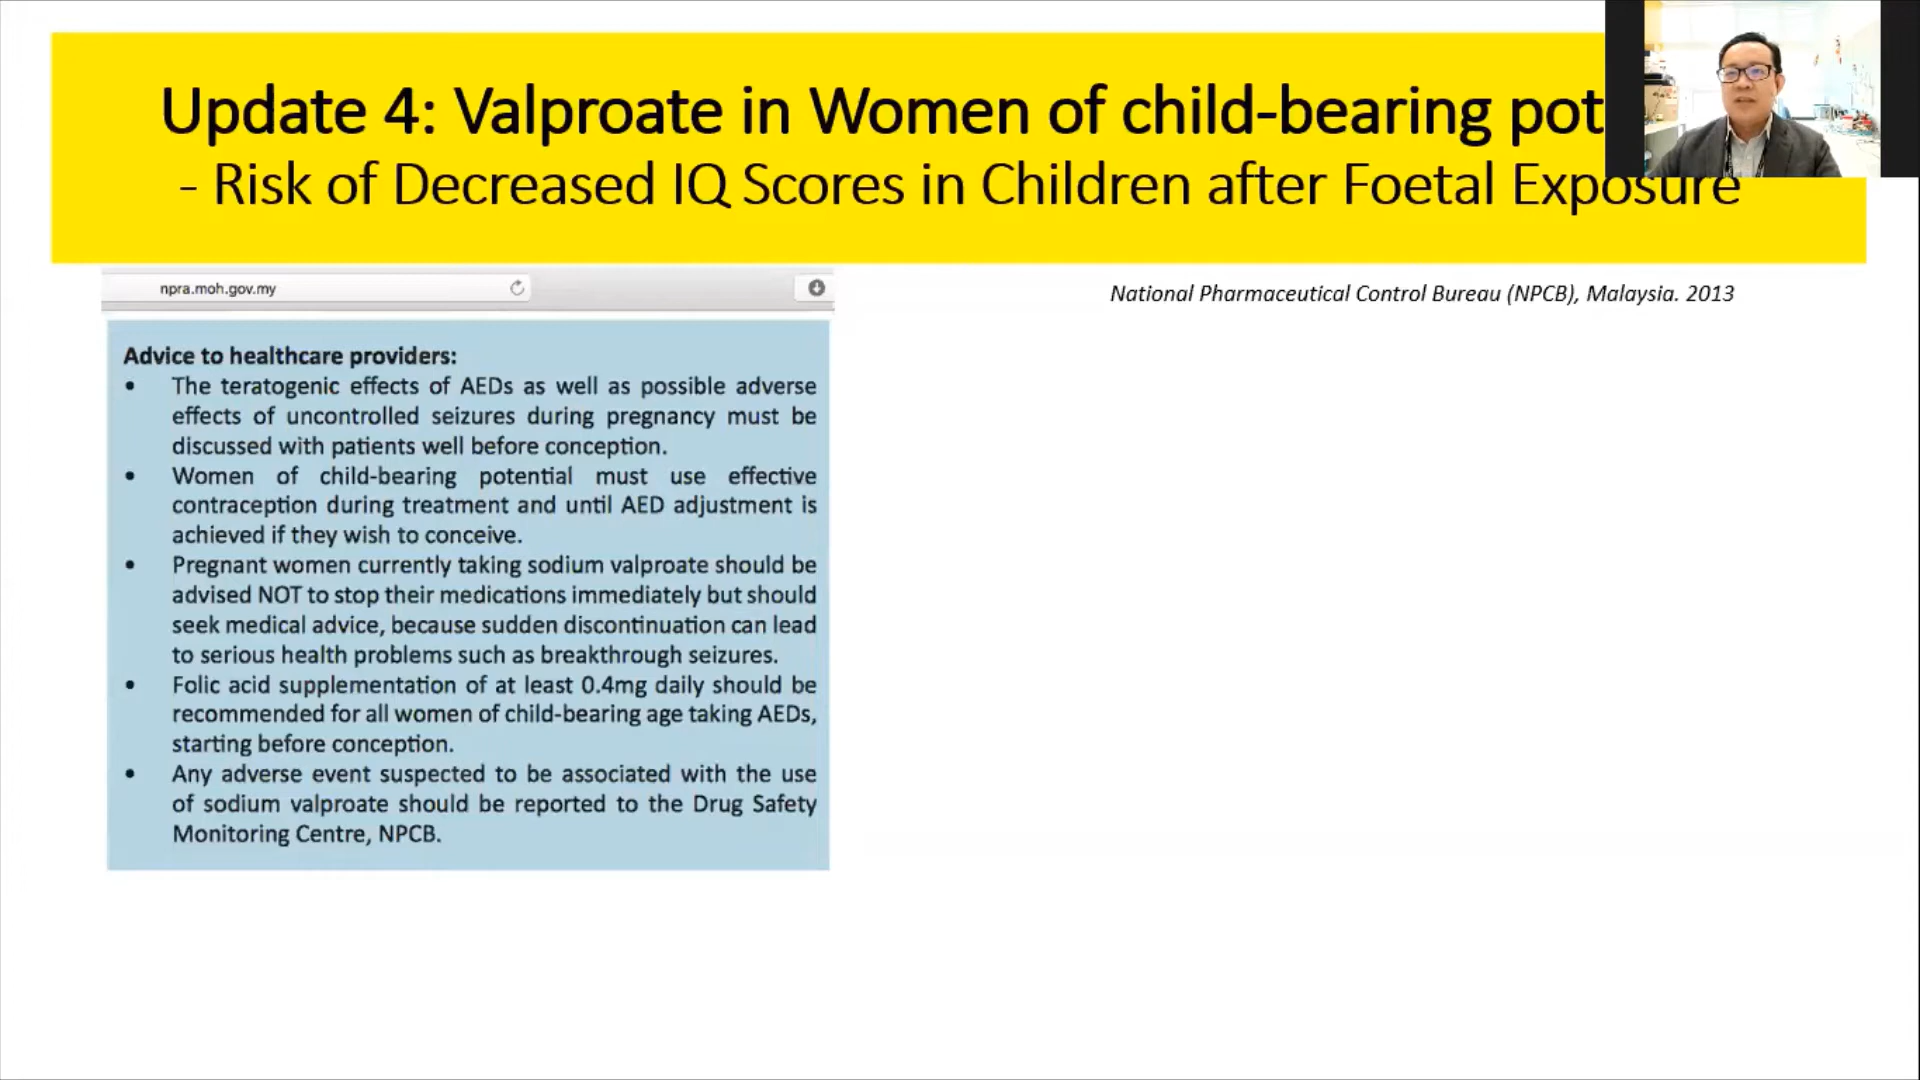 Update 4: Valproate in Women of child-bearing pot
- Risk of Decreased IQ Scores in Children after Foetal Exposure
npra.moh.gov.my
National Pharmaceutical Control Bureau (NPCB), Malaysia. 2013
Advice to healthcare providers:
• The teratogenic effects of AEDs as well as possible adverse
effects of uncontrolled seizures during pregnancy must be
discussed with patients well before conception.
• Women of child-bearing potential must use effective
contraception during treatment and until AED adjustment is
achieved if they wish to conceive.
• Pregnant women currently taking sodium valproate should be
advised NOT to stop their medications immediately but should
seek medical advice, because sudden discontinuation can lead
to serious health problems such as breakthrough seizures.
• Folic acid supplementation of at least 0.4mg daily should be
recommended for all women of child-bearing age taking AEDs,
starting before conception.
• Any adverse event suspected to be associated with the use
of sodium valproate should be reported to the Drug Safety
Monitoring Centre, NPCB.